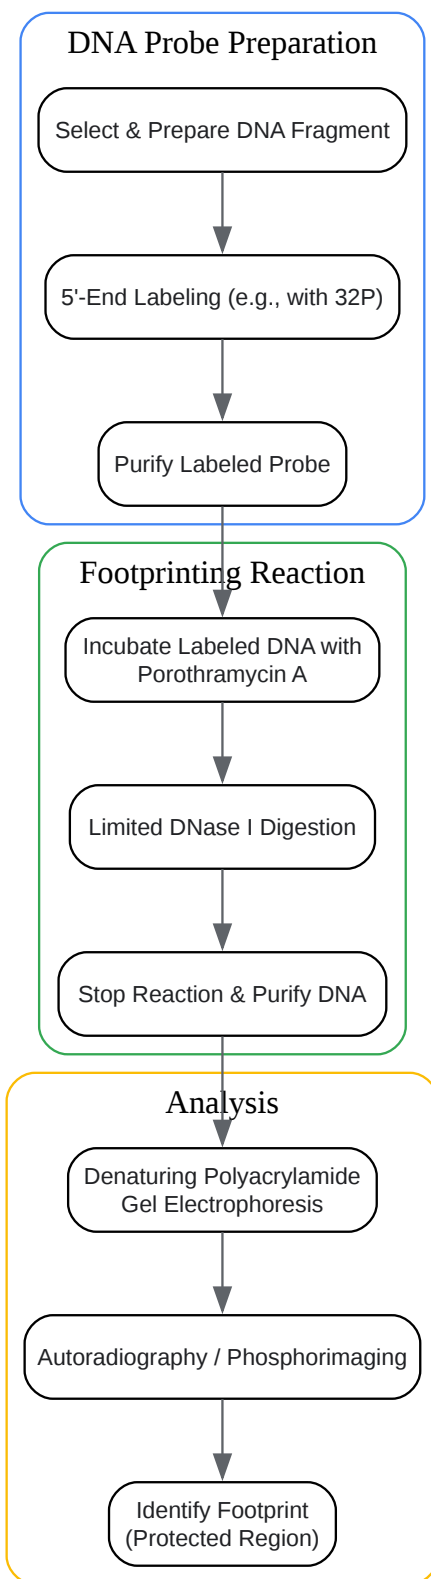 DNA Probe Preparation
Select & Prepare DNA Fragment
5'-End Labeling (e.g., with 32P)
Purify Labeled Probe
Footprinting Reaction
Incubate Labeled DNA with
Porothramycin A
Limited DNase I Digestion
Stop Reaction & Purify DNA
Analysis
Denaturing Polyacrylamide
Gel Electrophoresis
Autoradiography / Phosphorimaging
Identify Footprint
(Protected Region)